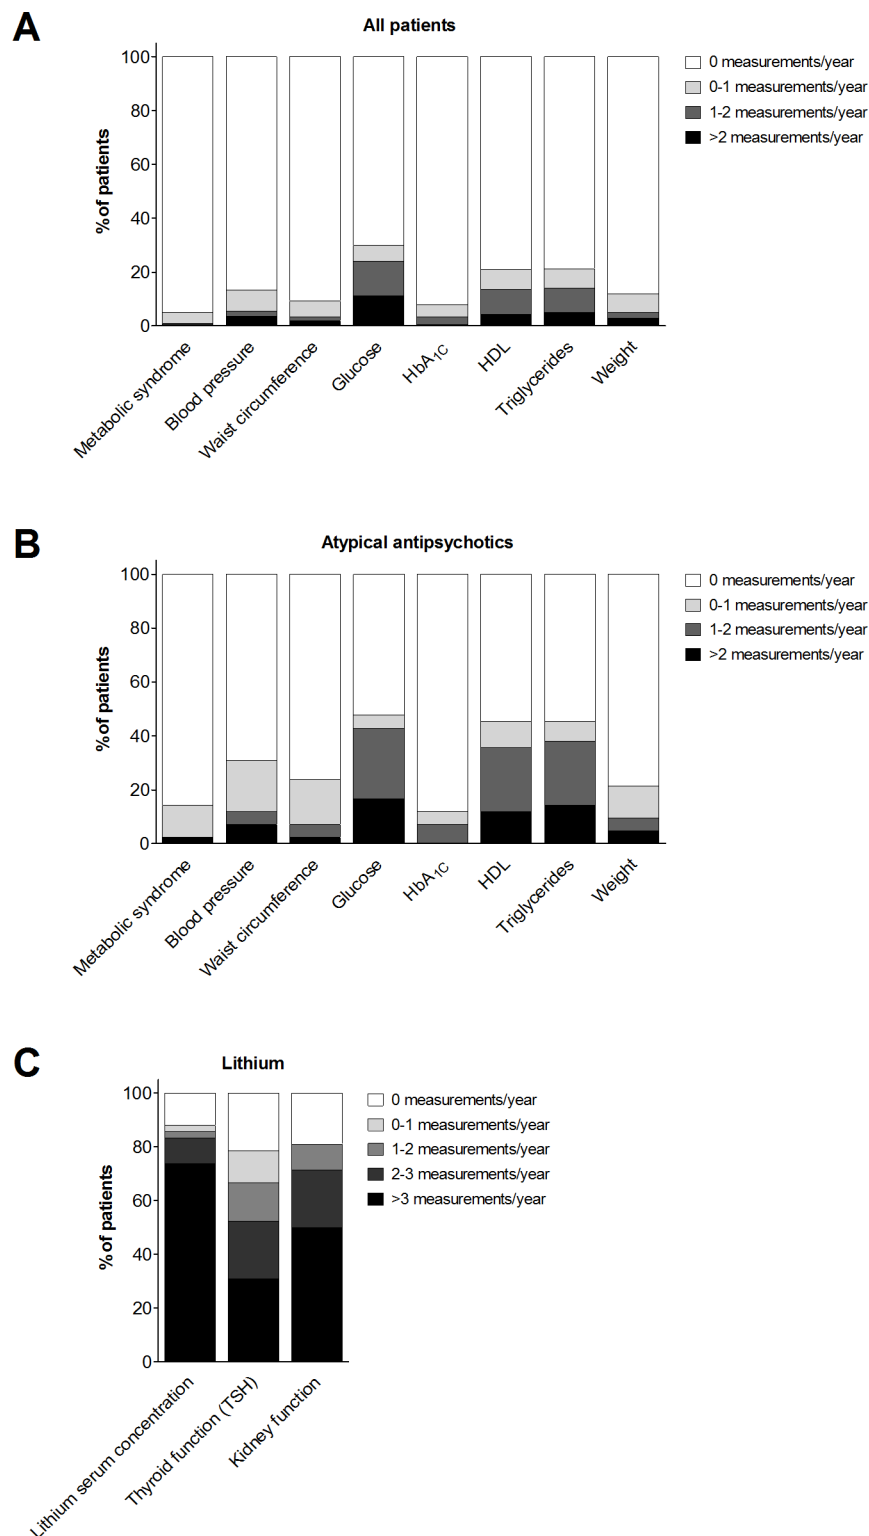 A
All patients
100
80
60
40
20
0
% of patients
Metabolic syndrome
Blood pressure
Waist circumference
Glucose
HbA1C
HDL
Triglycerides
Weight
0 measurements/year
0-1 measurements/year
1-2 measurements/year
>2 measurements/year
B
Atypical antipsychotics
100
80
60
40
20
0
% of patients
Metabolic syndrome
Blood pressure
Waist circumference
Glucose
HbA1C
HDL
Triglycerides
Weight
0 measurements/year
0-1 measurements/year
1-2 measurements/year
>2 measurements/year
C
Lithium
100
80
60
40
20
0
% of patients
Lithium serum concentration
Thyroid function (TSH)
Kidney function
0 measurements/year
0-1 measurements/year
1-2 measurements/year
2-3 measurements/year
>3 measurements/year